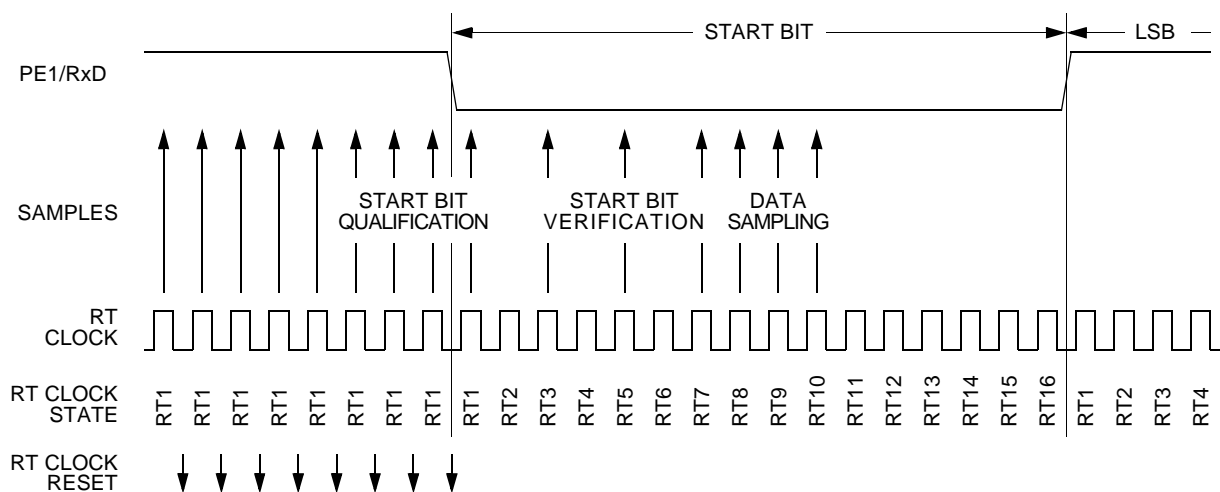 START BIT
LSB
PE1/RxD
SAMPLES
START BIT
QUALIFICATION
START BIT
VERIFICATION
DATA
SAMPLING
RT
CLOCK
RT CLOCK
STATE
RT1 RT1 RT1 RT1 RT1 RT1 RT1 RT1 RT1 RT2 RT3 RT4 RT5 RT6 RT7 RT8 RT9 RT10 RT11 RT12 RT13 RT14 RT15 RT16 RT1 RT2 RT3 RT4
RT CLOCK
RESET